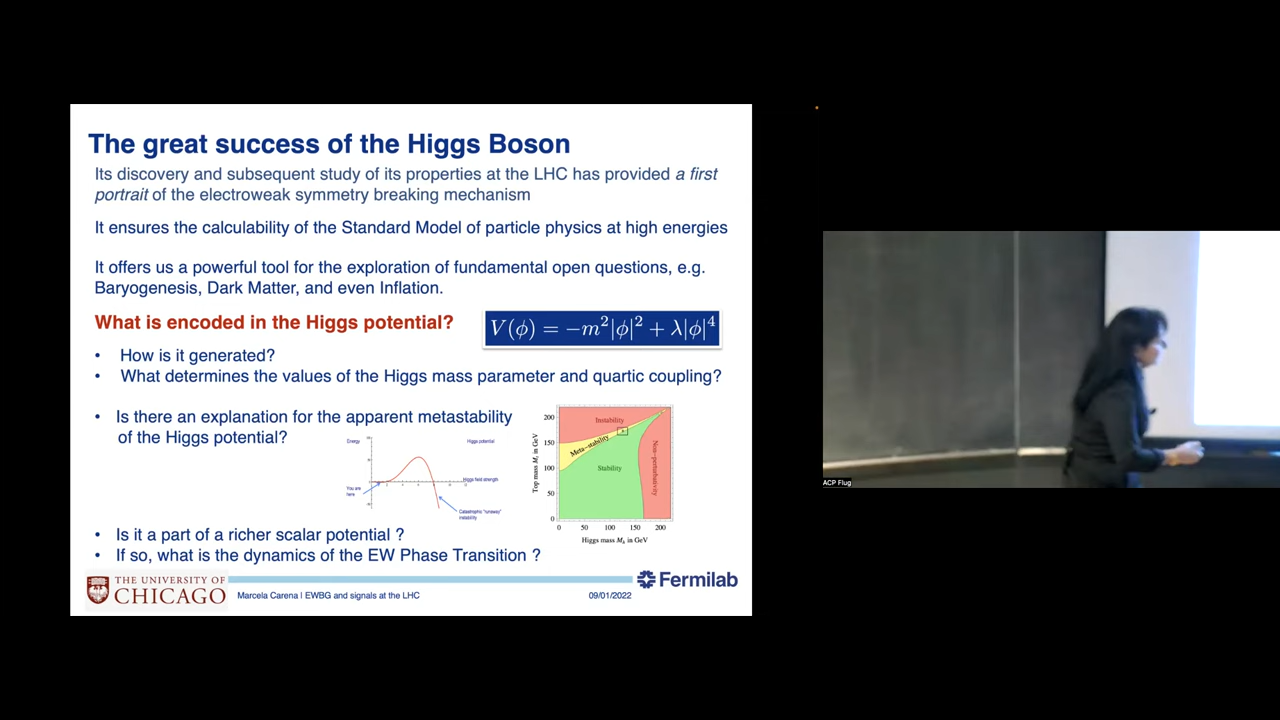 The great success of the Higgs Boson
Its discovery and subsequent study of its properties at the LHC has provided a first
portrait of the electroweak symmetry breaking mechanism
It ensures the calculability of the Standard Model of particle physics at high energies
It offers us a powerful tool for the exploration of fundamental open questions, e.g.
Baryogenesis, Dark Matter, and even Inflation.
What is encoded in the Higgs potential?
V(φ) = −m²|φ|² + λ|φ|⁴
• How is it generated?
• What determines the values of the Higgs mass parameter and quartic coupling?
• Is there an explanation for the apparent metastability
of the Higgs potential?
Energy
Higgs potential
Higgs field strength
You are
here
Catastrophic "runaway"
instability
Top mass Mt in GeV
200
150
100
50
0
Instability
Meta-stability
Stability
Non-perturbativity
0 50 100 150 200
Higgs mass Mh in GeV
• Is it a part of a richer scalar potential ?
• If so, what is the dynamics of the EW Phase Transition ?
THE UNIVERSITY OF
CHICAGO
Marcela Carena | EWBG and signals at the LHC
09/01/2022
Fermilab
ACP Flug